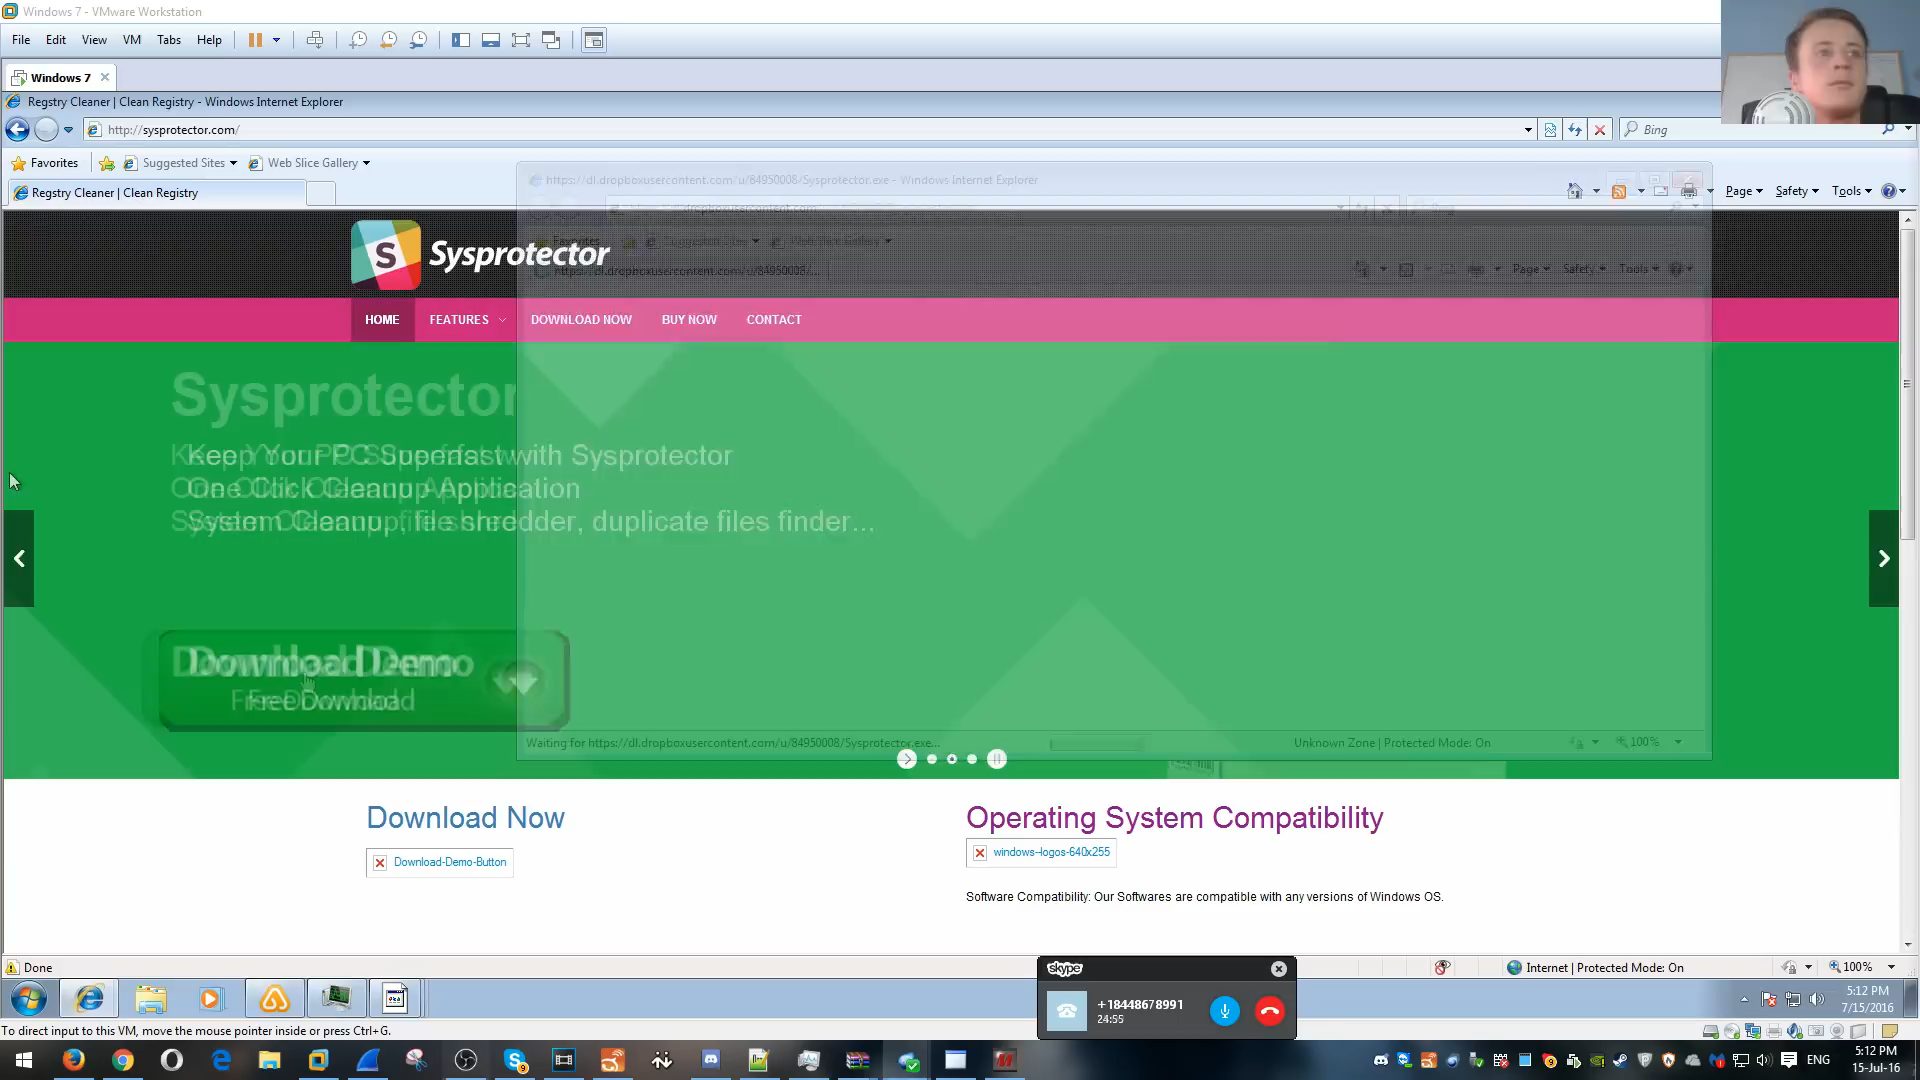 Windows 7 - VMware Workstation
File Edit View VM Tabs Help
Windows 7
Regstry Cleaner | Clean Registry - Windows Internet Explorer
http://sysprotector.com/
Bing
Favorites Suggested Sites Web Slice Gallery
Regstry Cleaner | Clean Registry
https://dl.dropboxusercontent.com/u/84950008/Sysprotector.exe - Windows Internet Explorer
Page Safety Tools
https://dl.dropboxusercontent.com/u/84950008/...
Page Safety Tools
S Sysprotector
HOME FEATURES DOWNLOAD NOW BUY NOW CONTACT
Sysprotector
Keep Your PC Superfast with Sysprotector
One Click Cleanup Application
System Cleanup, file shredder, duplicate files finder...
Download Demo
Free Download
Waiting for https://dl.dropboxusercontent.com/u/84950008/Sysprotector.exe...
Unknown Zone | Protected Mode: On
100%
Download Now
Download-Demo-Button
Operating System Compatibility
windows-logos-640x255
Software Compatibility: Our Softwares are compatible with any versions of Windows OS.
Done
Internet | Protected Mode: On
100%
skype
+18448678991
24:55
5:12 PM
7/15/2016
To direct input to this VM, move the mouse pointer inside or press Ctrl+G.
ENG
5:12 PM
15-Jul-16